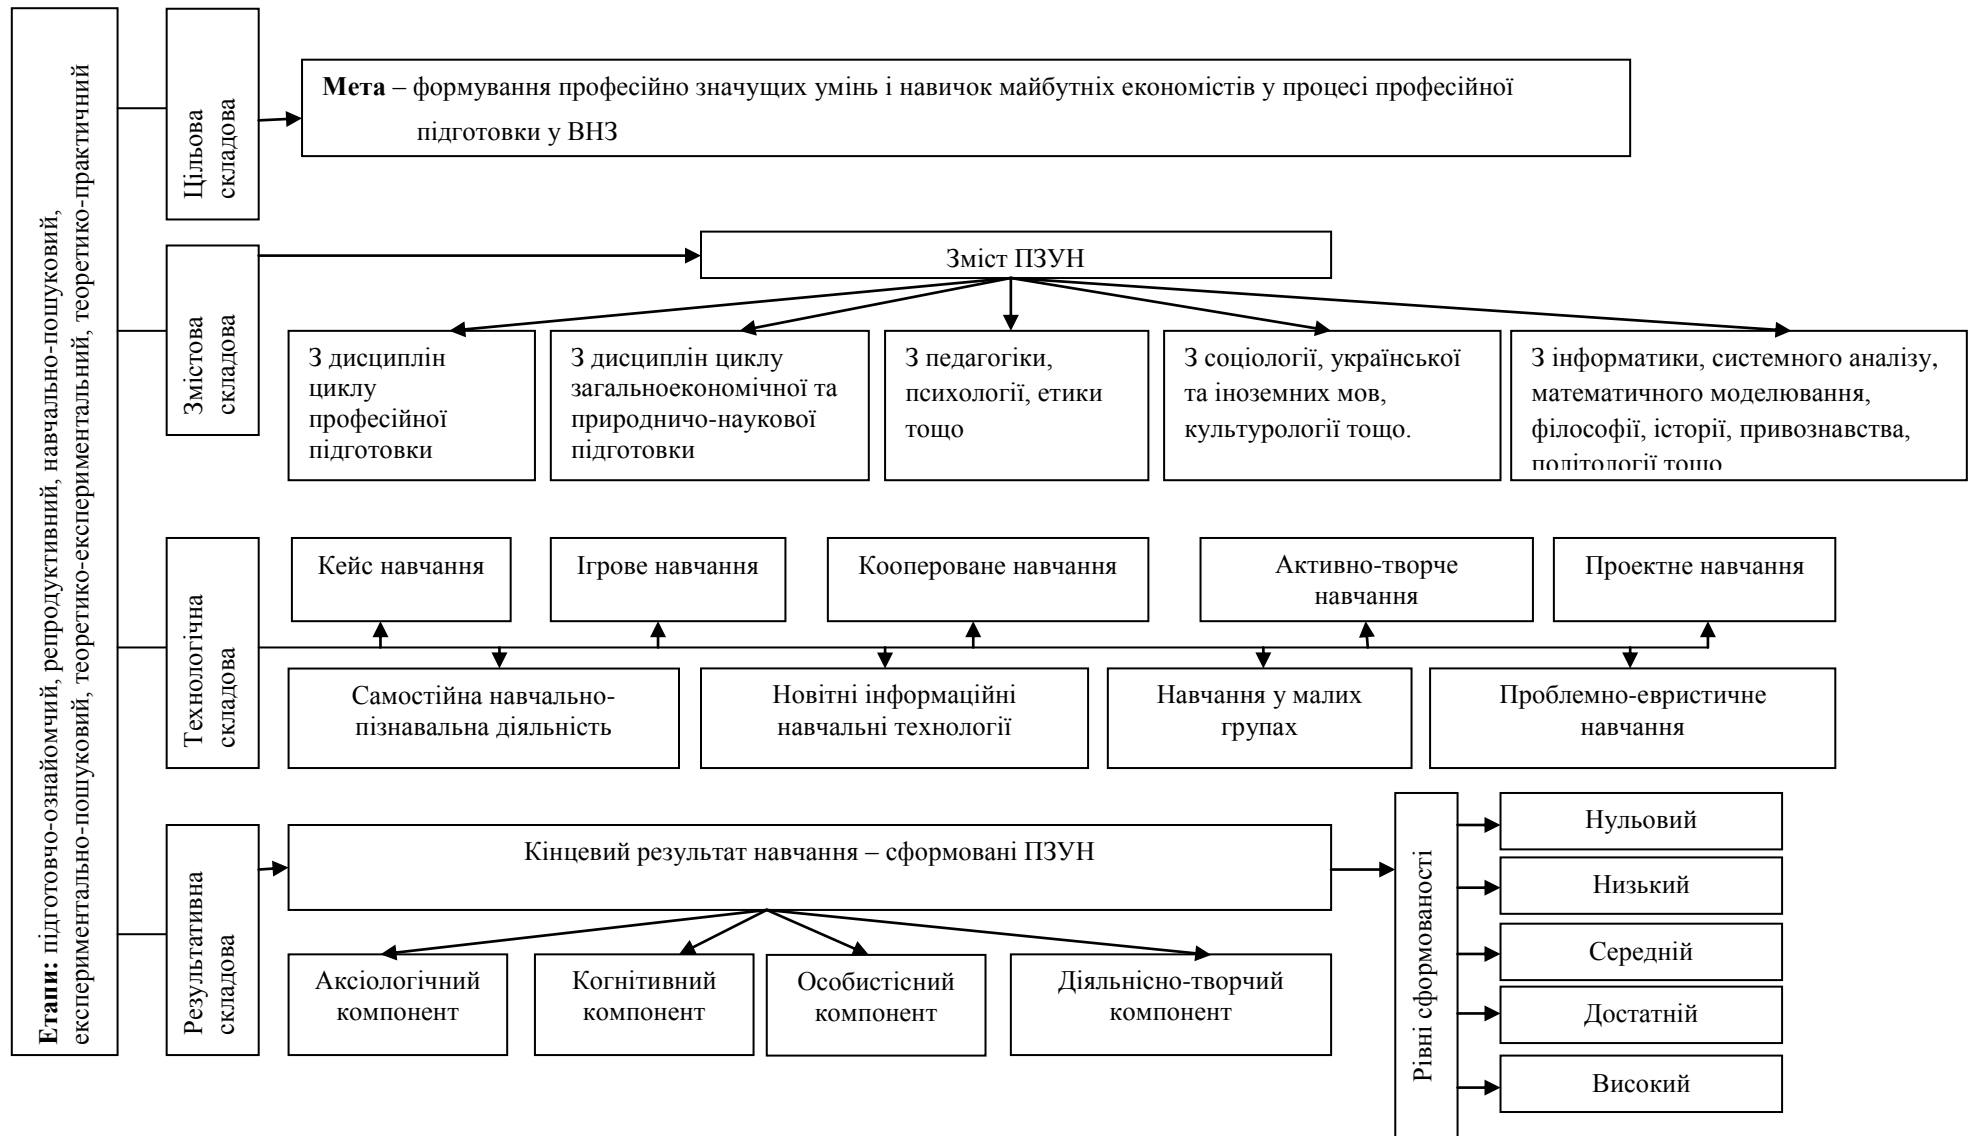 Етапи: підготовчо-ознайомчий, репродуктивний, навчально-пошуковий,
експериментально-пошуковий, теоретико-експериментальний, теоретико-практичний
Цільова
складова
Мета – формування професійно значущих умінь і навичок майбутніх економістів у процесі професійної
підготовки у ВНЗ
Змістова
складова
Зміст ПЗУН
З дисциплін
циклу
професійної
підготовки
З дисциплін циклу
загальноекономічної та
природничо-наукової
підготовки
З педагогіки,
психології, етики
тощо
З соціології, української
та іноземних мов,
культурології тощо.
З інформатики, системного аналізу,
математичного моделювання,
філософії, історії, привознавства,
політології тощо
Технологічна
складова
Кейс навчання
Ігрове навчання
Коопероване навчання
Активно-творче
навчання
Проектне навчання
Самостійна навчально-
пізнавальна діяльність
Новітні інформаційні
навчальні технології
Навчання у малих
групах
Проблемно-евристичне
навчання
Результативна
складова
Кінцевий результат навчання – сформовані ПЗУН
Аксіологічний
компонент
Когнітивний
компонент
Особистісний
компонент
Діяльнісно-творчий
компонент
Рівні сформованості
Нульовий
Низький
Середній
Достатній
Високий